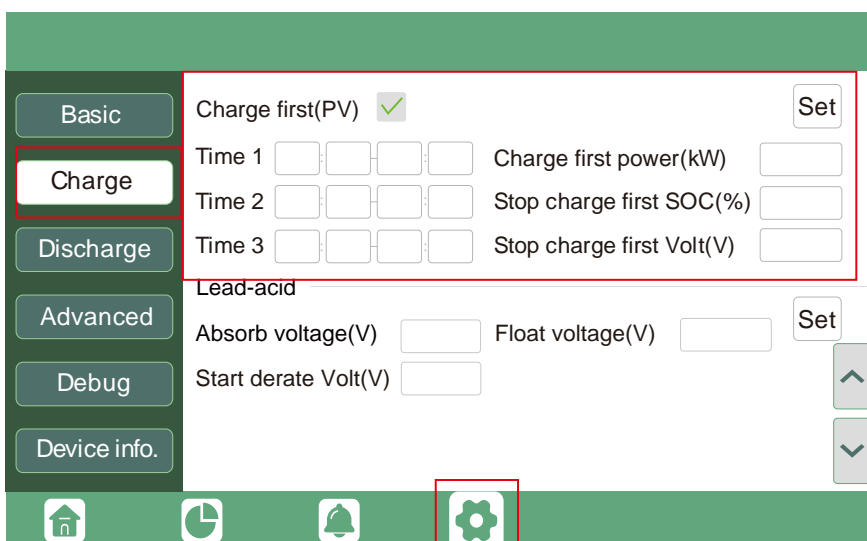 Basic
Charge
Discharge
Advanced
Debug
Device info.
Charge first(PV) Set
Time 1 : - : Charge first power(kW)
Time 2 : - : Stop charge first SOC(%)
Time 3 : - : Stop charge first Volt(V)
Lead-acid
Absorb voltage(V) Float voltage(V) Set
Start derate Volt(V)